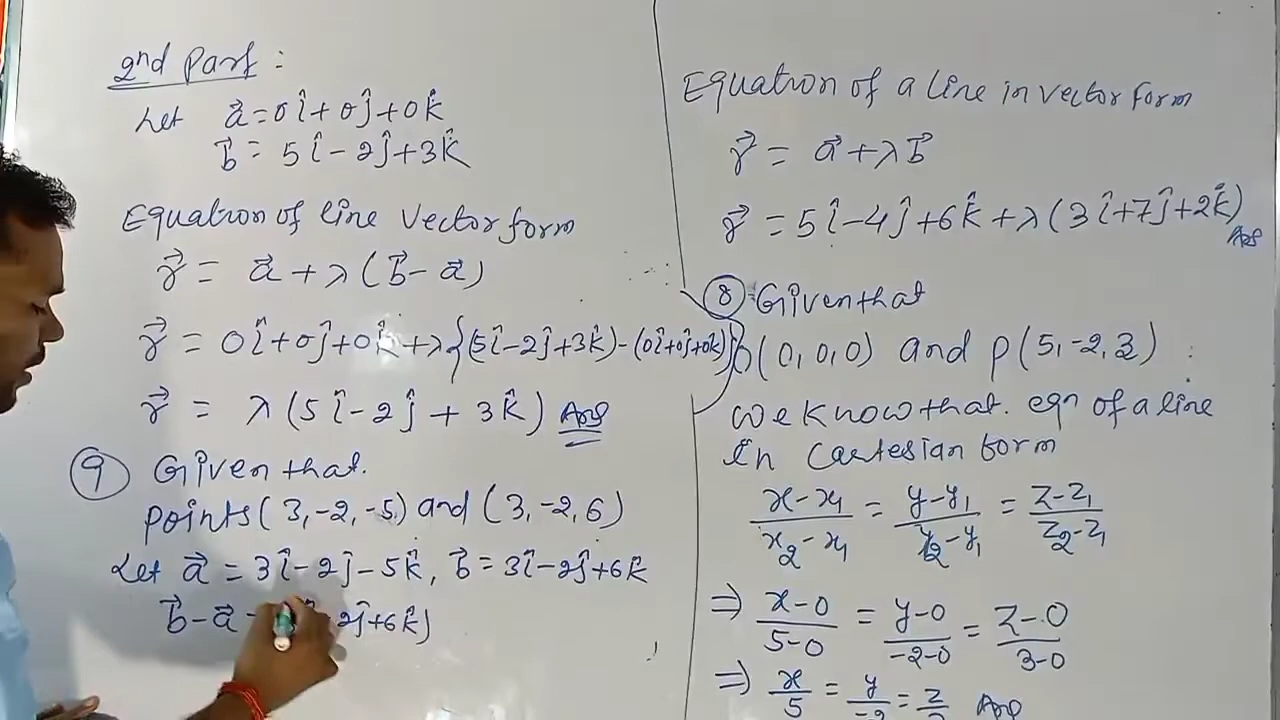 2nd Part :
Let a⃗ = 0î + 0ĵ + 0k̂
b⃗ = 5î - 2ĵ + 3k̂
Equation of line Vector form
r⃗ = a⃗ + λ(b⃗ - a⃗)
r⃗ = 0î + 0ĵ + 0k̂ + λ{(5î - 2ĵ + 3k̂) - (0î + 0ĵ + 0k̂)}
r⃗ = λ(5î - 2ĵ + 3k̂) Ans
9 Given that.
points (3, -2, -5) and (3, -2, 6)
Let a⃗ = 3î - 2ĵ - 5k̂, b⃗ = 3î - 2ĵ + 6k̂
b⃗ - a⃗ 2ĵ + 6k̂)
Equation of a line in vector form
r⃗ = a⃗ + λb⃗
r⃗ = 5î - 4ĵ + 6k̂ + λ(3î + 7ĵ + 2k̂)
Ans
8 Given that
(0, 0, 0) and P(5, -2, 3)
We know that. eqn of a line
in Cartesian form
(x - x₁)/(x₂ - x₁) = (y - y₁)/(y₂ - y₁) = (z - z₁)/(z₂ - z₁)
⇒ (x - 0)/(5 - 0) = (y - 0)/(-2 - 0) = (z - 0)/(3 - 0)
⇒ x/5 = y/-2 = z/3 Ans